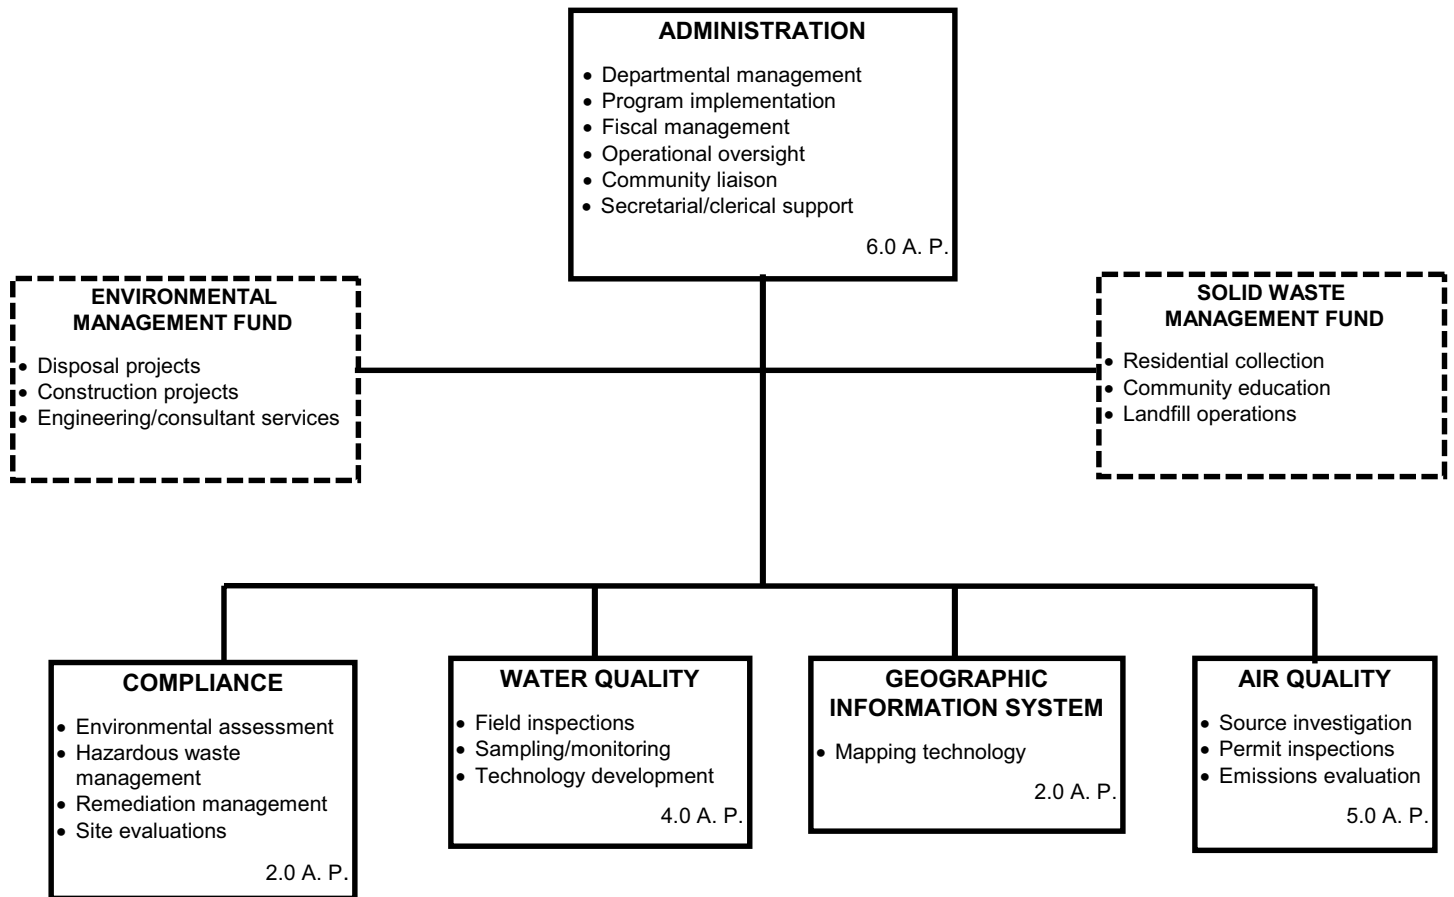 ADMINISTRATION
• Departmental management
• Program implementation
• Fiscal management
• Operational oversight
• Community liaison
• Secretarial/clerical support
6.0 A. P.
ENVIRONMENTAL
MANAGEMENT FUND
• Disposal projects
• Construction projects
• Engineering/consultant services
SOLID WASTE
MANAGEMENT FUND
• Residential collection
• Community education
• Landfill operations
COMPLIANCE
• Environmental assessment
• Hazardous waste
management
• Remediation management
• Site evaluations
2.0 A. P.
WATER QUALITY
• Field inspections
• Sampling/monitoring
• Technology development
4.0 A. P.
GEOGRAPHIC
INFORMATION SYSTEM
• Mapping technology
2.0 A. P.
AIR QUALITY
• Source investigation
• Permit inspections
• Emissions evaluation
5.0 A. P.